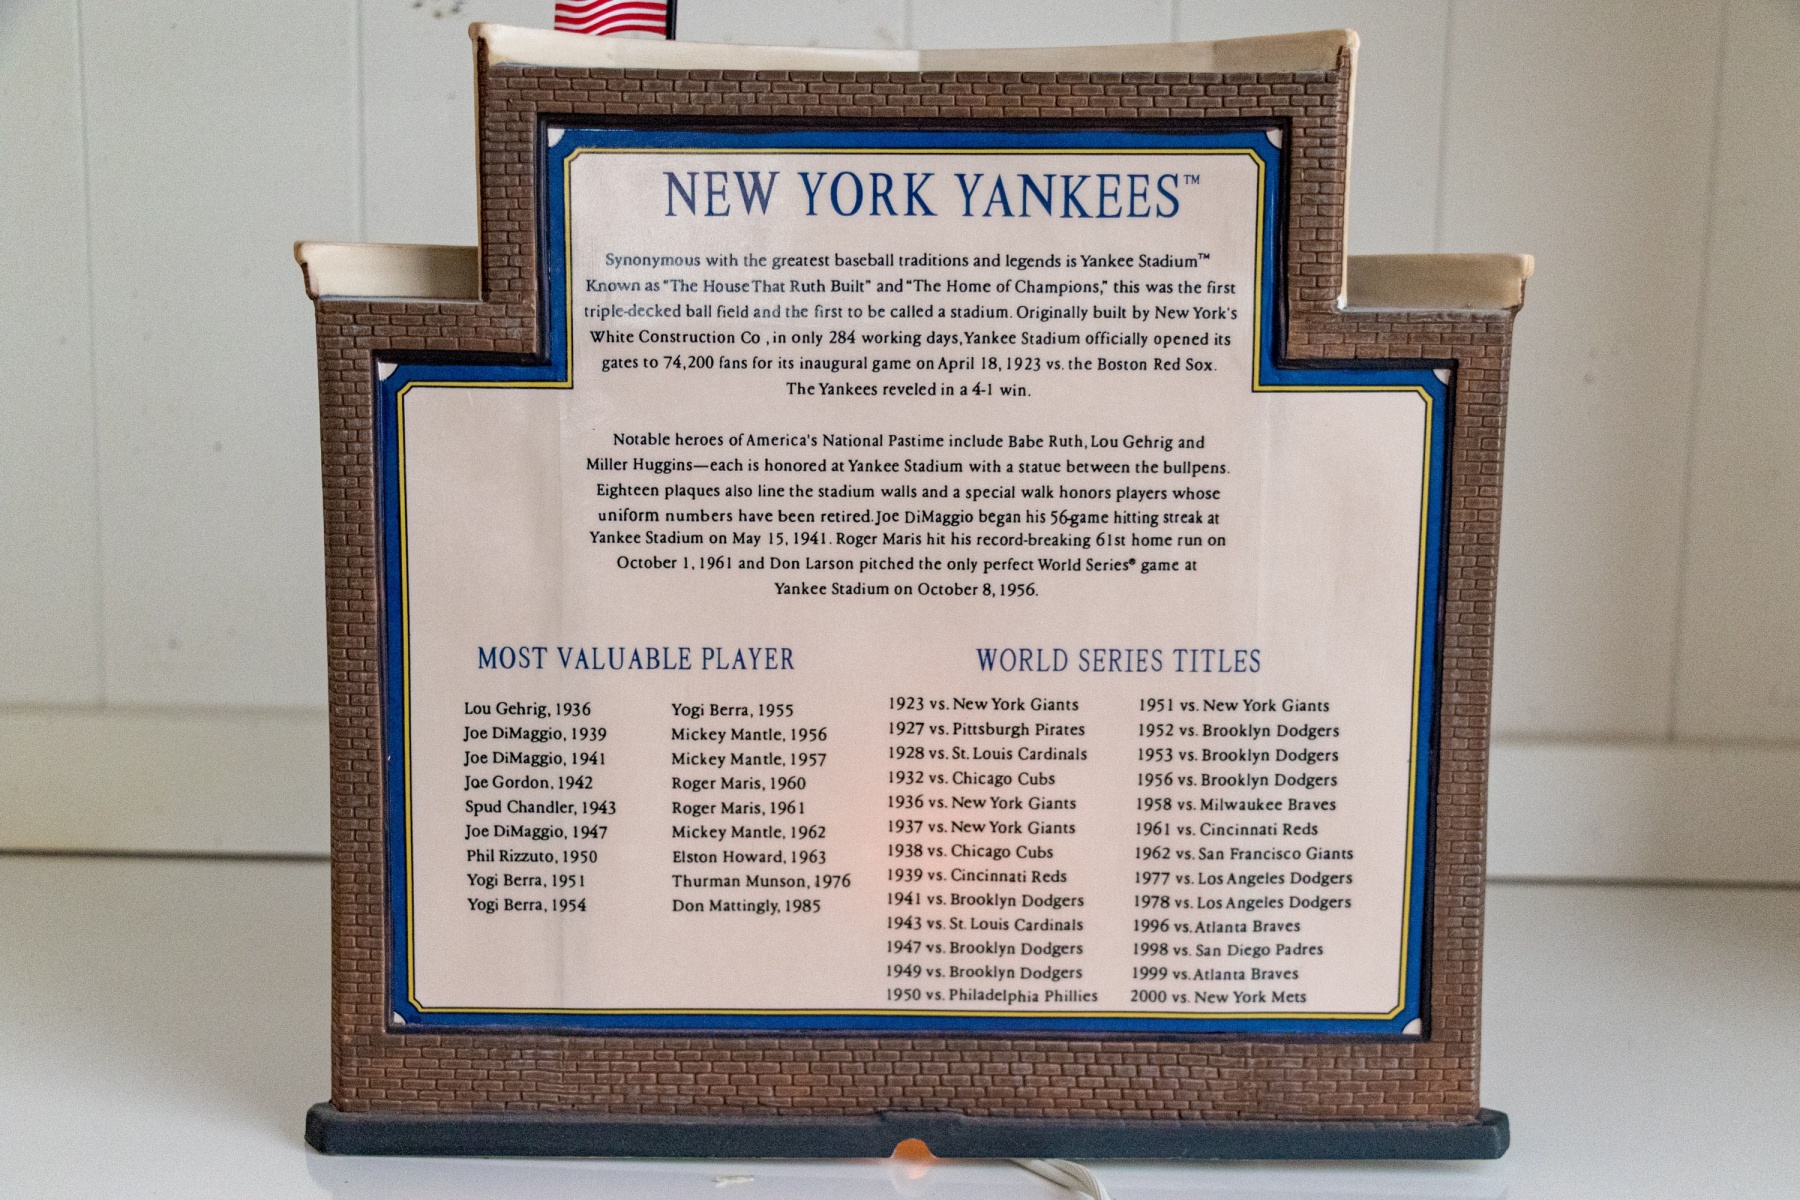 NEW YORK YANKEES™
Synonymous with the greatest baseball traditions and legends is Yankee Stadium™
Known as "The House That Ruth Built" and "The Home of Champions," this was the first
triple-decked ball field and the first to be called a stadium. Originally built by New York's
White Construction Co , in only 284 working days, Yankee Stadium officially opened its
gates to 74,200 fans for its inaugural game on April 18, 1923 vs. the Boston Red Sox.
The Yankees reveled in a 4-1 win.
Notable heroes of America's National Pastime include Babe Ruth, Lou Gehrig and
Miller Huggins—each is honored at Yankee Stadium with a statue between the bullpens.
Eighteen plaques also line the stadium walls and a special walk honors players whose
uniform numbers have been retired. Joe DiMaggio began his 56-game hitting streak at
Yankee Stadium on May 15, 1941. Roger Maris hit his record-breaking 61st home run on
October 1, 1961 and Don Larson pitched the only perfect World Series® game at
Yankee Stadium on October 8, 1956.
MOST VALUABLE PLAYER
Lou Gehrig, 1936
Joe DiMaggio, 1939
Joe DiMaggio, 1941
Joe Gordon, 1942
Spud Chandler, 1943
Joe DiMaggio, 1947
Phil Rizzuto, 1950
Yogi Berra, 1951
Yogi Berra, 1954
Yogi Berra, 1955
Mickey Mantle, 1956
Mickey Mantle, 1957
Roger Maris, 1960
Roger Maris, 1961
Mickey Mantle, 1962
Elston Howard, 1963
Thurman Munson, 1976
Don Mattingly, 1985
WORLD SERIES TITLES
1923 vs. New York Giants
1927 vs. Pittsburgh Pirates
1928 vs. St. Louis Cardinals
1932 vs. Chicago Cubs
1936 vs. New York Giants
1937 vs. New York Giants
1938 vs. Chicago Cubs
1939 vs. Cincinnati Reds
1941 vs. Brooklyn Dodgers
1943 vs. St. Louis Cardinals
1947 vs. Brooklyn Dodgers
1949 vs. Brooklyn Dodgers
1950 vs. Philadelphia Phillies
1951 vs. New York Giants
1952 vs. Brooklyn Dodgers
1953 vs. Brooklyn Dodgers
1956 vs. Brooklyn Dodgers
1958 vs. Milwaukee Braves
1961 vs. Cincinnati Reds
1962 vs. San Francisco Giants
1977 vs. Los Angeles Dodgers
1978 vs. Los Angeles Dodgers
1996 vs. Atlanta Braves
1998 vs. San Diego Padres
1999 vs. Atlanta Braves
2000 vs. New York Mets